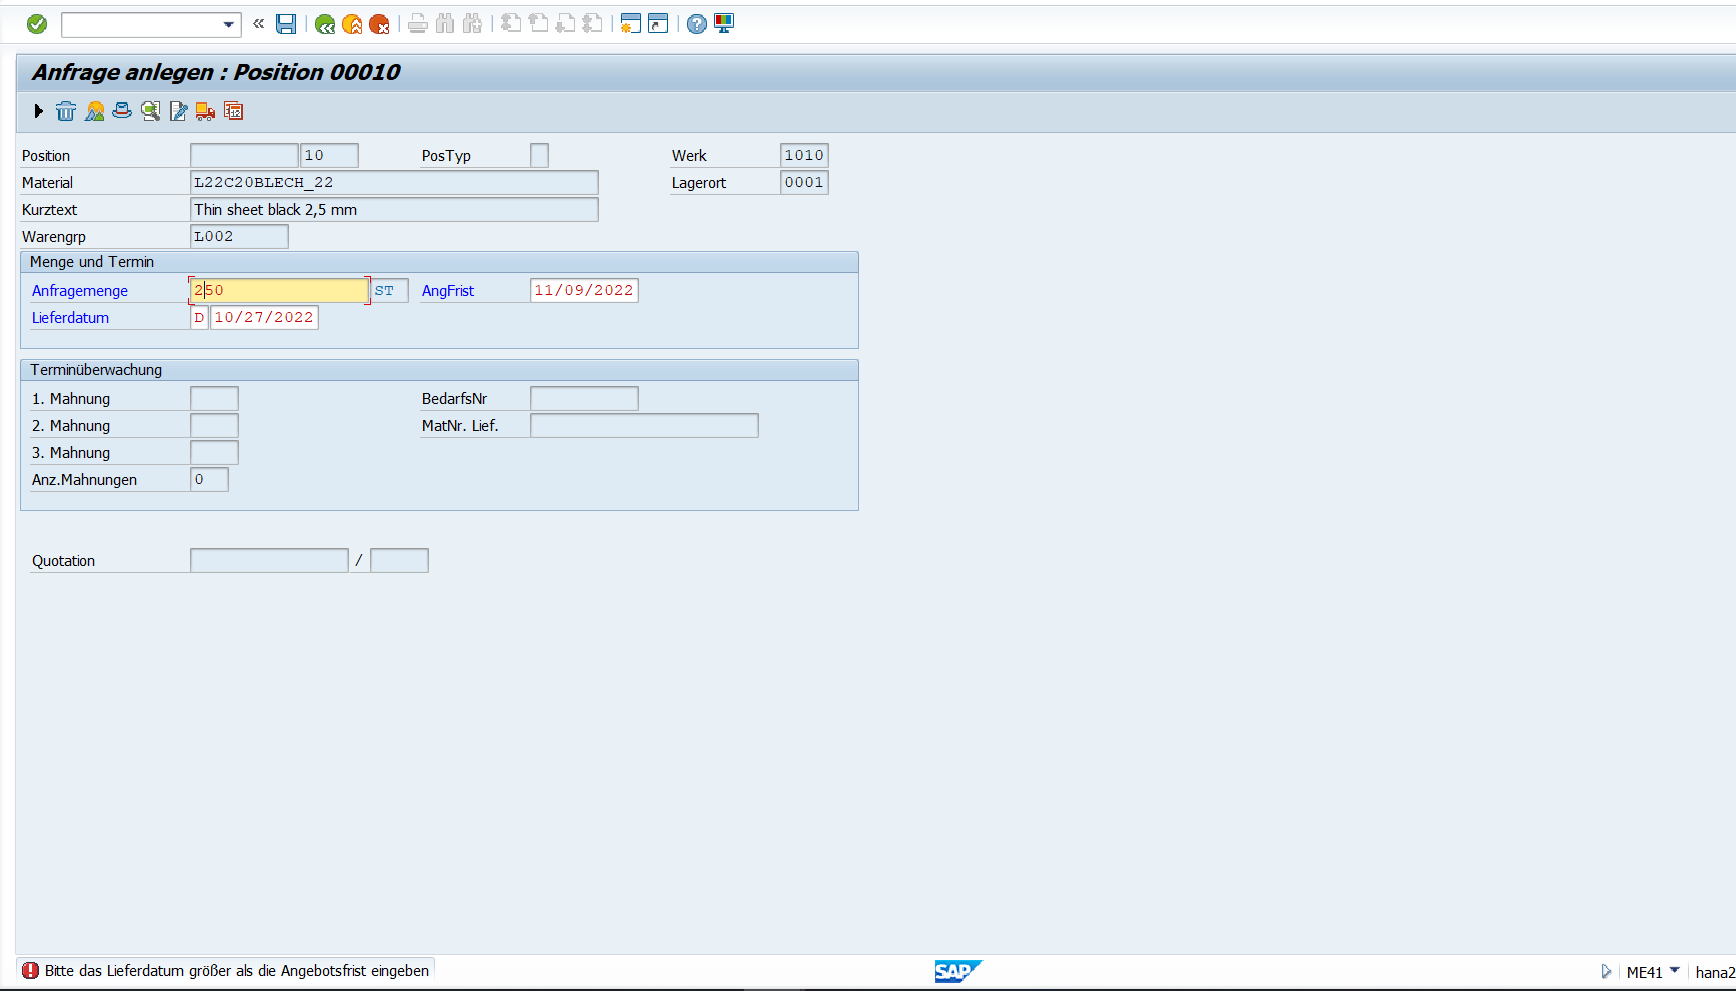 Anfrage anlegen : Position 00010
Position 10 PosTyp Werk 1010
Material L22C20BLECH_22 Lagerort 0001
Kurztext Thin sheet black 2,5 mm
Warengrp L002
Menge und Termin
Anfragemenge 250 ST AngFrist 11/09/2022
Lieferdatum D 10/27/2022
Terminüberwachung
1. Mahnung BedarfsNr
2. Mahnung MatNr. Lief.
3. Mahnung
Anz.Mahnungen 0
Quotation /
Bitte das Lieferdatum größer als die Angebotsfrist eingeben SAP ME41 hana2